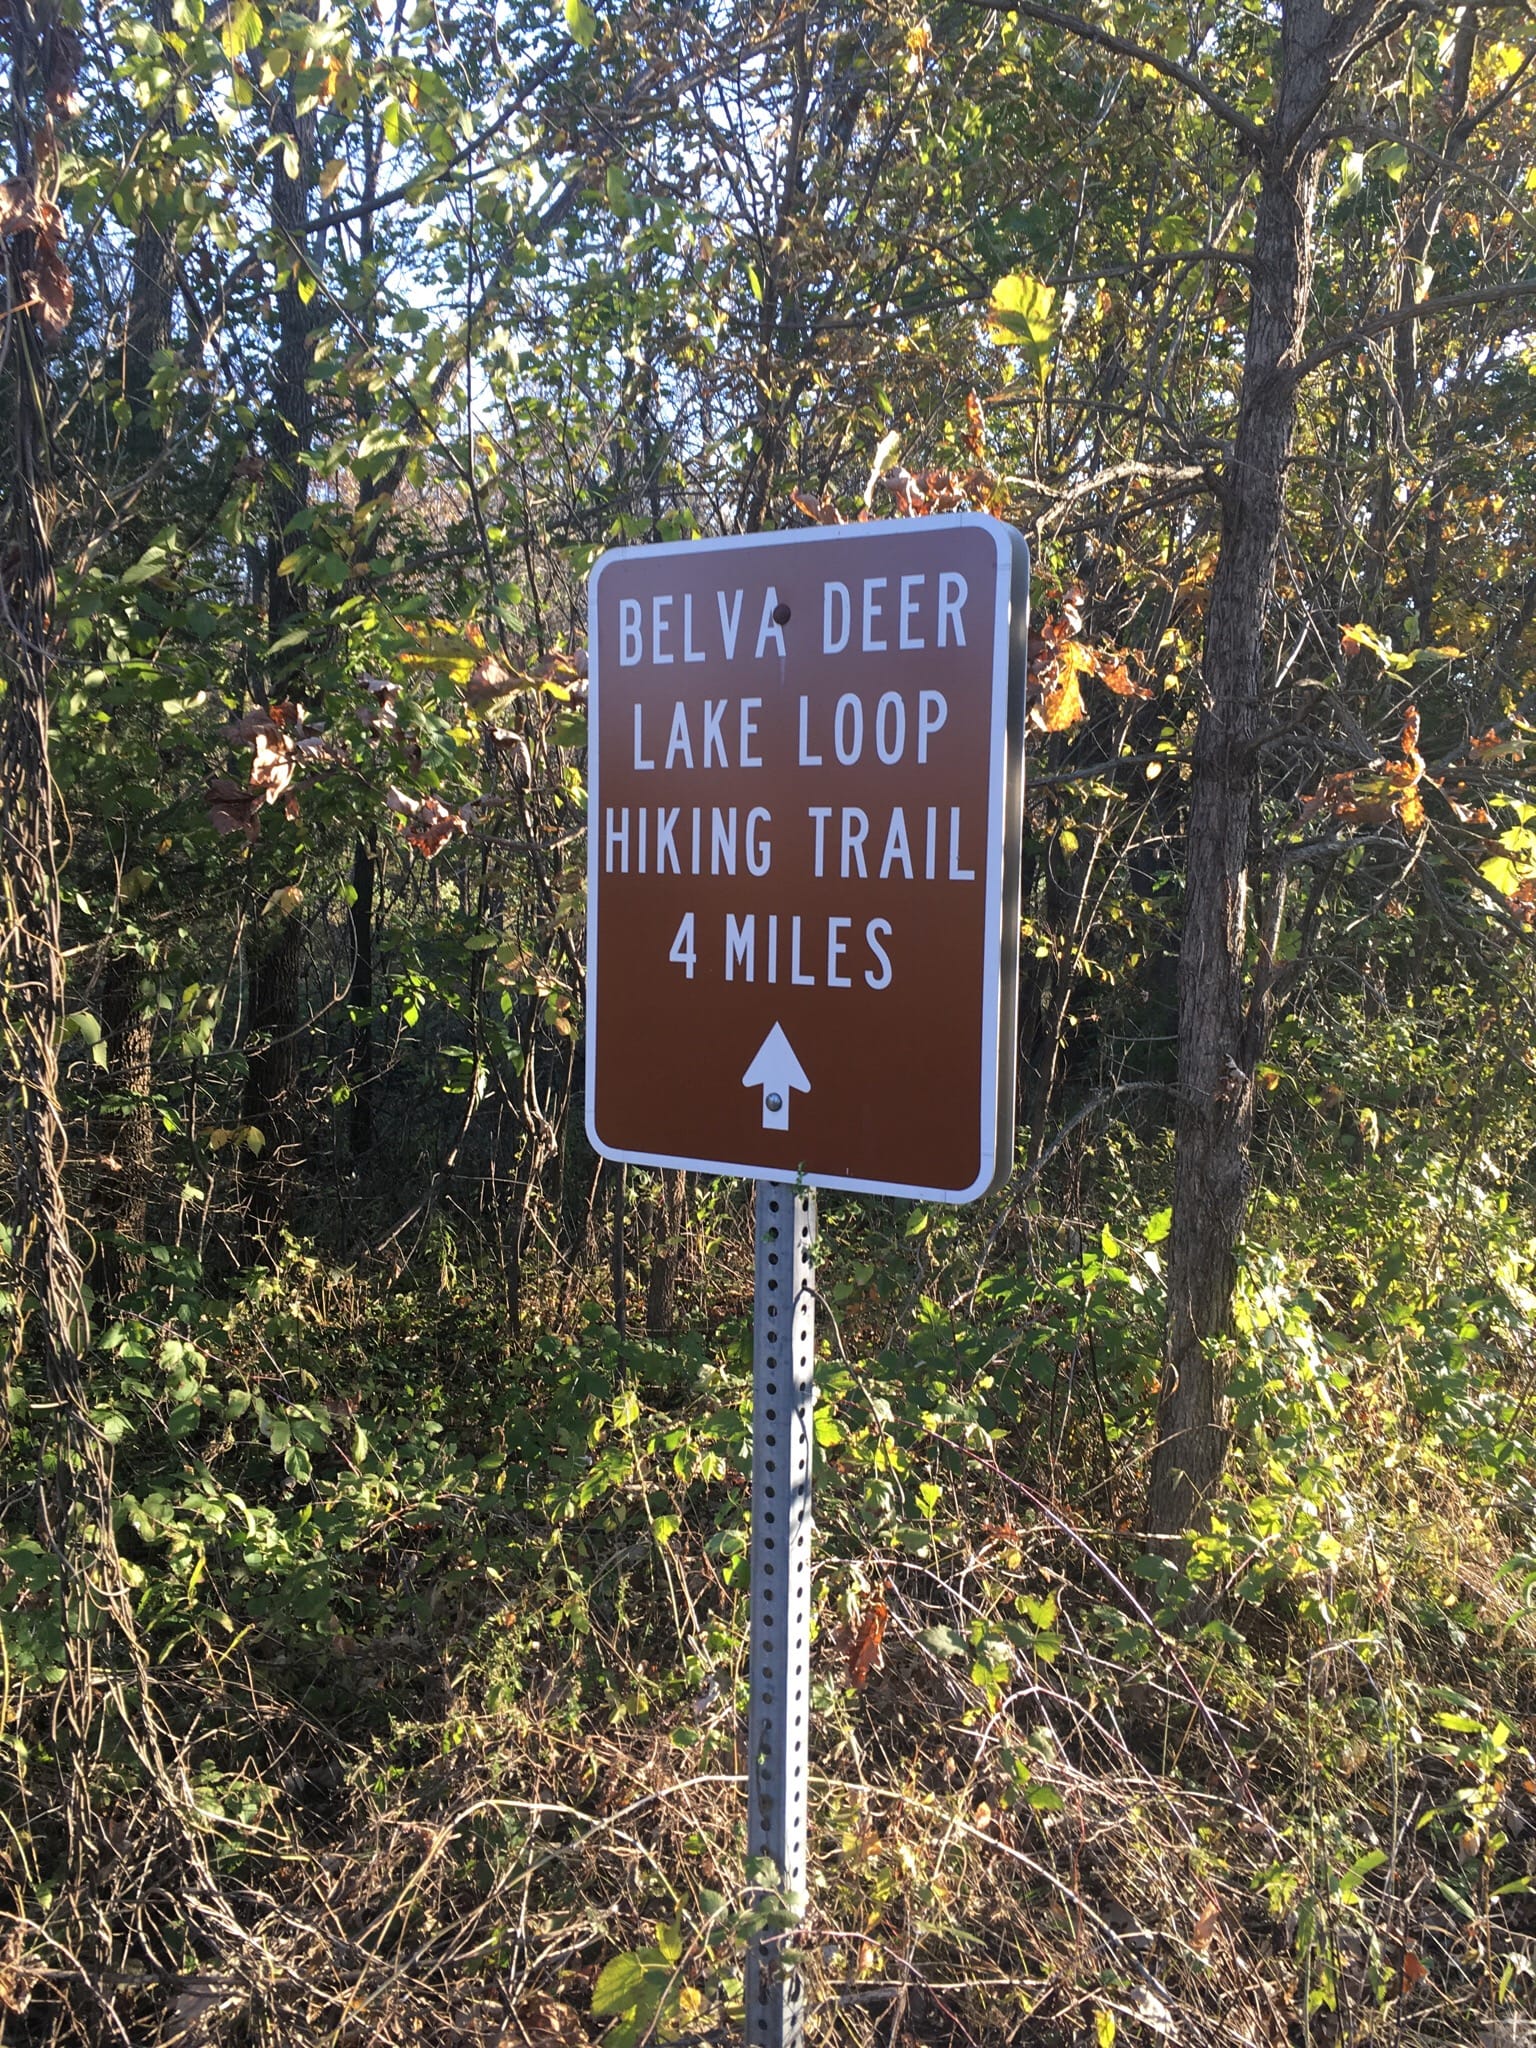 BELVA DEER
LAKE LOOP
HIKING TRAIL
4 MILES